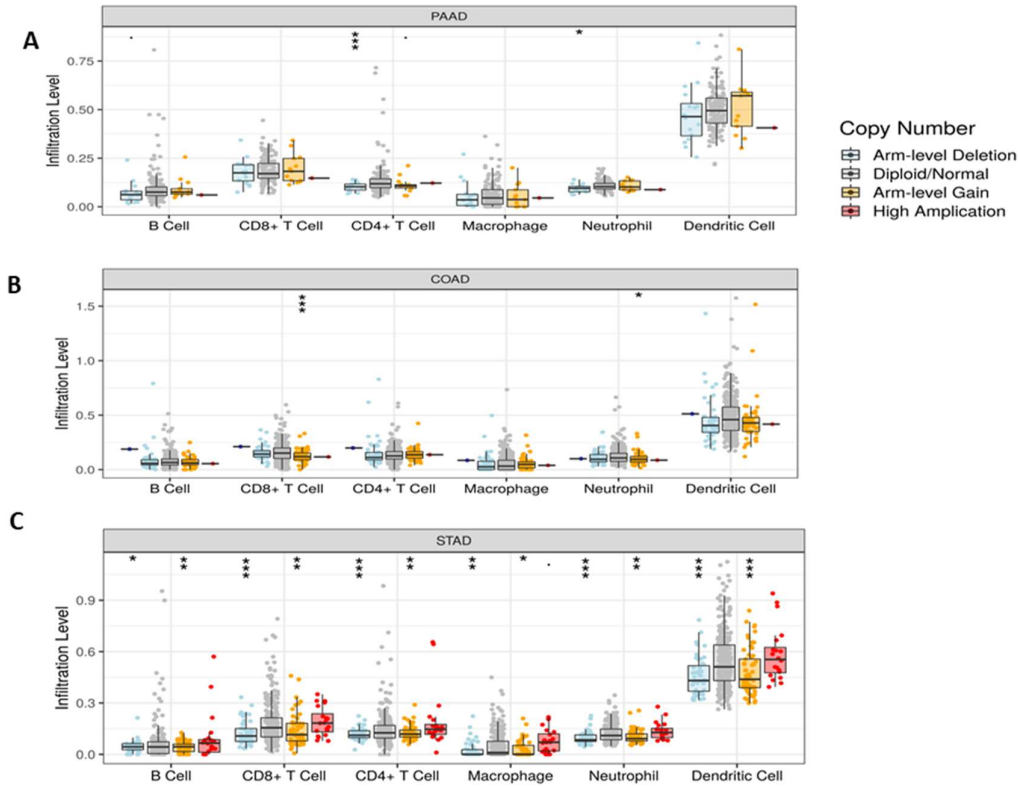 A
PAAD
. *** . *
Infiltration Level
0.75
0.50
0.25
0.00
B Cell CD8+ T Cell CD4+ T Cell Macrophage Neutrophil Dendritic Cell
Copy Number
Arm-level Deletion
Diploid/Normal
Arm-level Gain
High Amplication
B
COAD
*** *
Infiltration Level
1.5
1.0
0.5
0.0
B Cell CD8+ T Cell CD4+ T Cell Macrophage Neutrophil Dendritic Cell
C
STAD
* ** *** ** *** ** ** * . *** ** *** ***
Infiltration Level
0.9
0.6
0.3
0.0
B Cell CD8+ T Cell CD4+ T Cell Macrophage Neutrophil Dendritic Cell